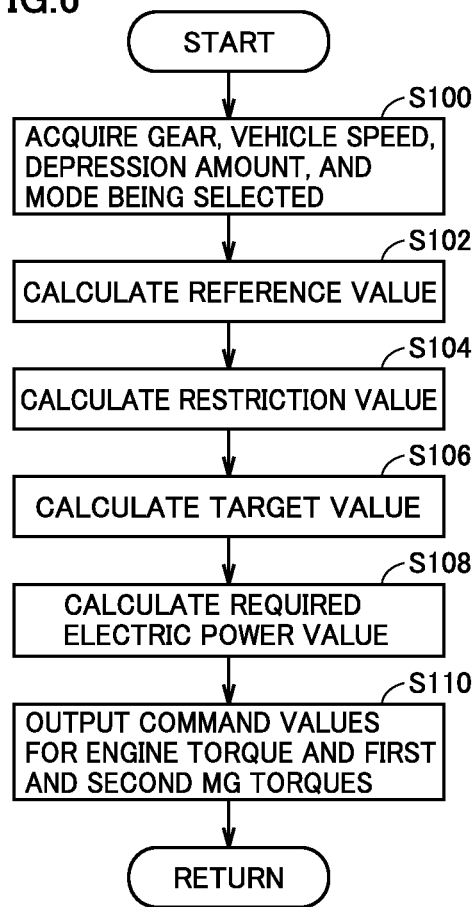 IG.6
START
S100
ACQUIRE GEAR, VEHICLE SPEED,
DEPRESSION AMOUNT, AND
MODE BEING SELECTED
S102
CALCULATE REFERENCE VALUE
S104
CALCULATE RESTRICTION VALUE
S106
CALCULATE TARGET VALUE
S108
CALCULATE REQUIRED
ELECTRIC POWER VALUE
S110
OUTPUT COMMAND VALUES
FOR ENGINE TORQUE AND FIRST
AND SECOND MG TORQUES
RETURN